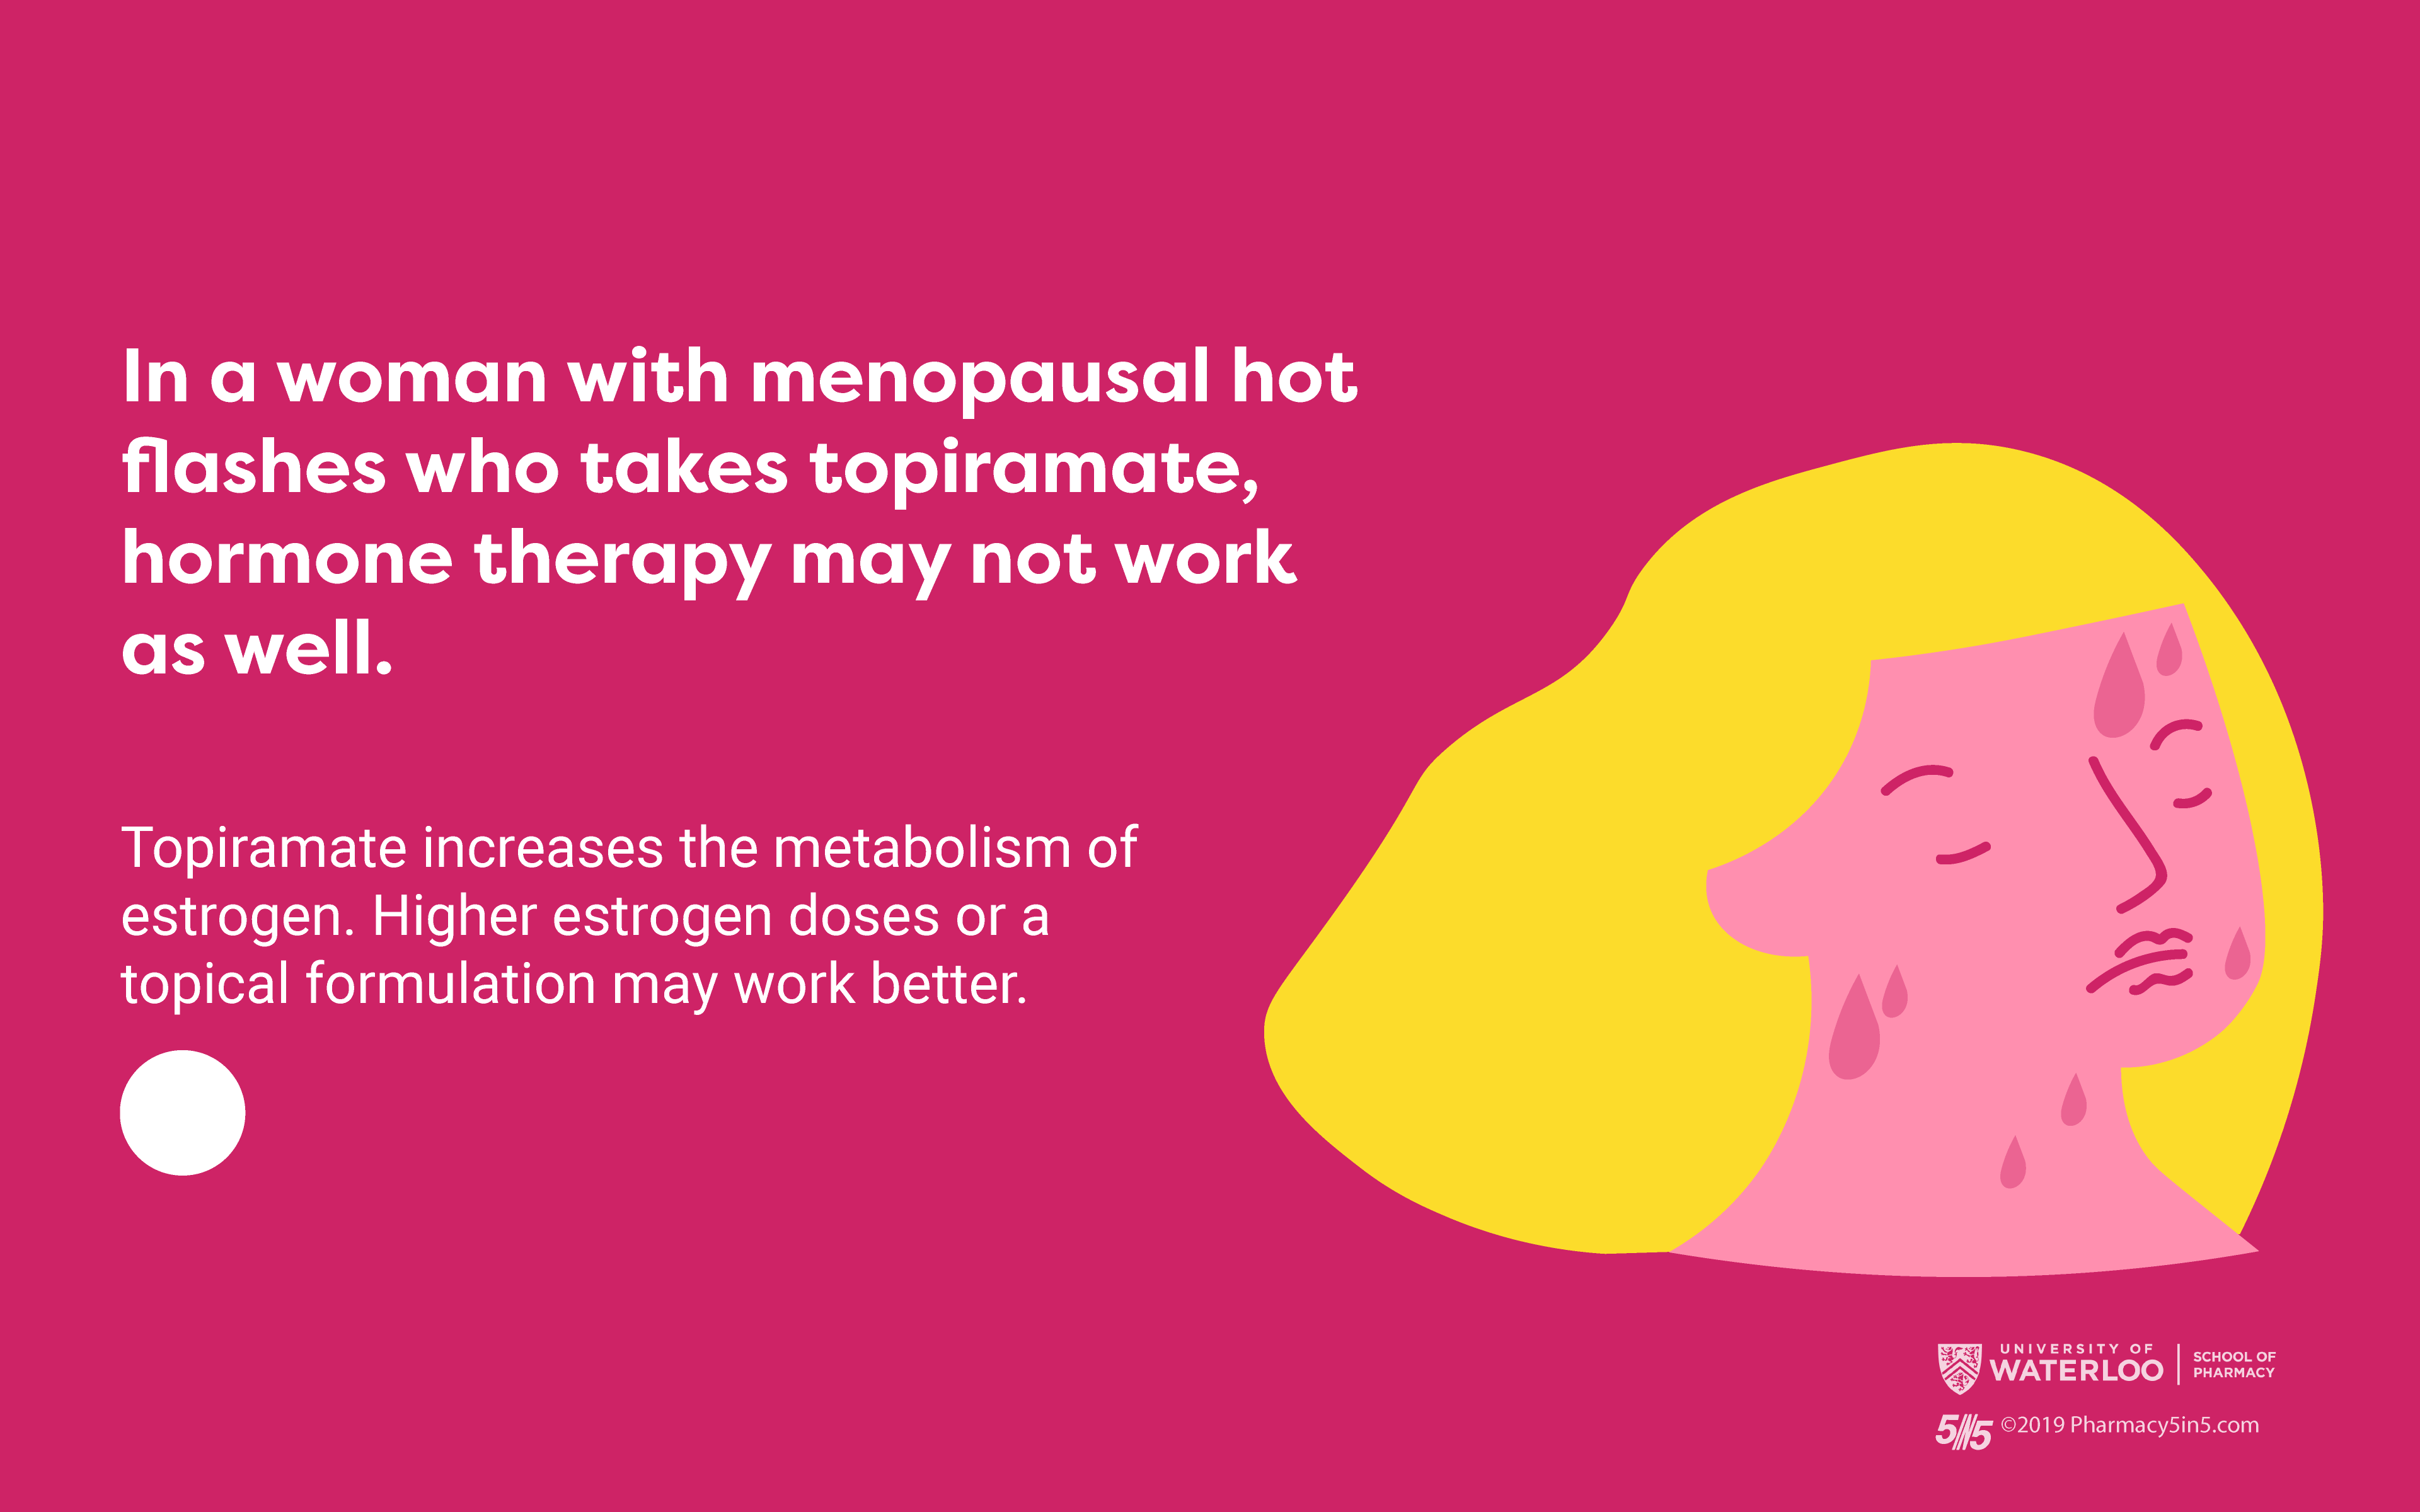 In a woman with menopausal hot
flashes who takes topiramate,
hormone therapy may not work
as well.
Topiramate increases the metabolism of
estrogen. Higher estrogen doses or a
topical formulation may work better.
UNIVERSITY OF
WATERLOO
SCHOOL OF
PHARMACY
5IN5 ©2019 Pharmacy5in5.com